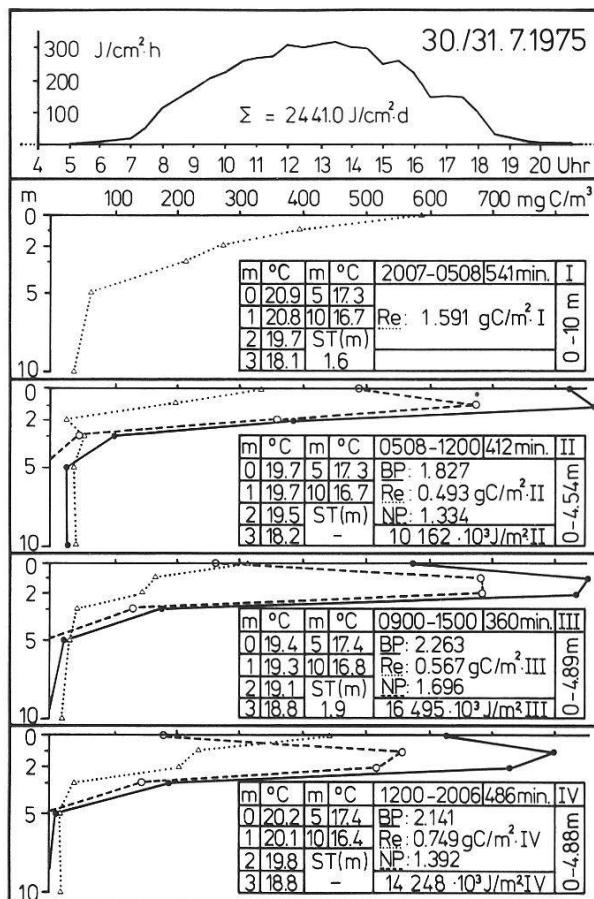 300 J/cm²·h 30./31.7.1975
200
100
Σ = 2441.0 J/cm²·d
4 5 6 7 8 9 10 11 12 13 14 15 16 17 18 19 20 Uhr
m 100 200 300 400 500 600 700 mg C/m³
0
2
5
10
m °C m °C 2007-0508 541min. I
0 20.9 5 17.3
1 20.8 10 16.7 Re: 1.591 gC/m²·I
2 19.7 ST(m)
3 18.1 1.6
0-10 m
0
2
5
10
m °C m °C 0508-1200 412min. II
0 19.7 5 17.3 BP: 1.827
1 19.7 10 16.7 Re: 0.493 gC/m²·II
2 19.5 ST(m) NP: 1.334
3 18.2 - 10 162 ·10³J/m²II
0-4.54m
0
2
5
10
m °C m °C 0900-1500 360min. III
0 19.4 5 17.4 BP: 2.263
1 19.3 10 16.8 Re: 0.567 gC/m²·III
2 19.1 ST(m) NP: 1.696
3 18.8 1.9 16 495·10³J/m²III
0-4.89m
0
2
5
10
m °C m °C 1200-2006 486min. IV
0 20.2 5 17.4 BP: 2.141
1 20.1 10 16.4 Re: 0.749 gC/m²·IV
2 19.8 ST(m) NP: 1.392
3 18.8 - 14 248 ·10³J/m²IV
0-4.88m